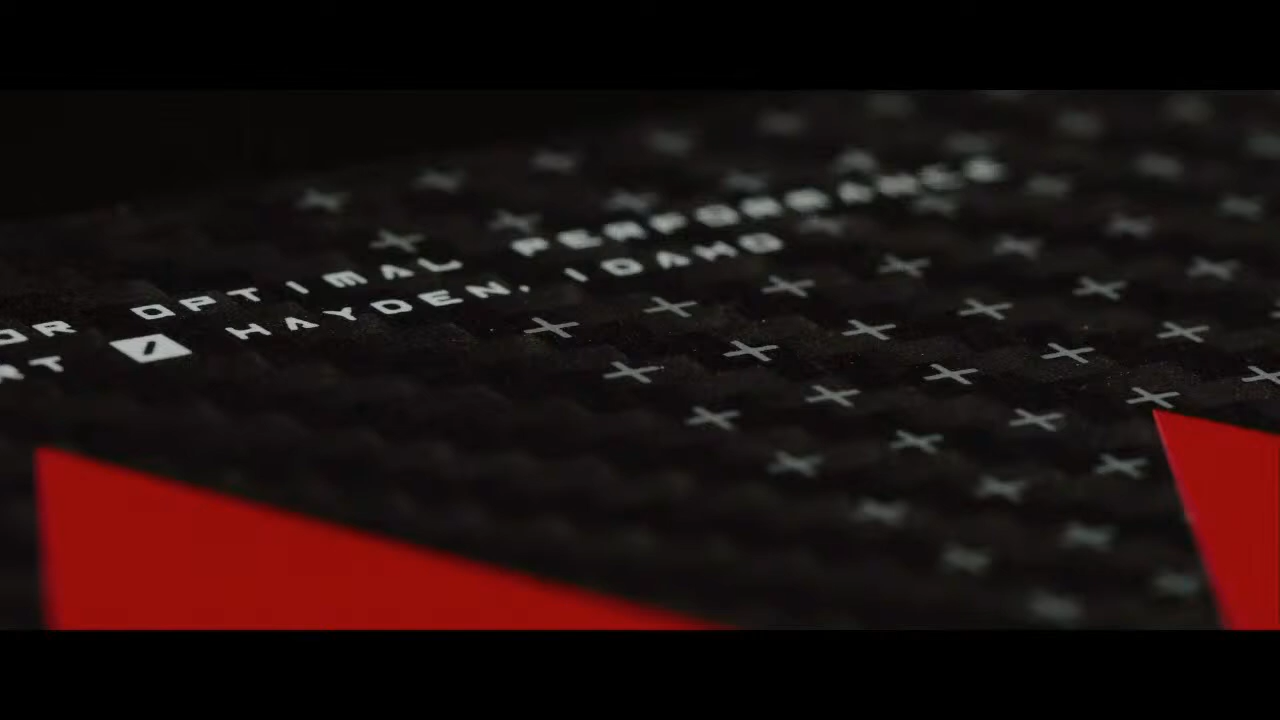 OR OPTIMAL PERFORMANCE
AT / HAYDEN, IDAHO